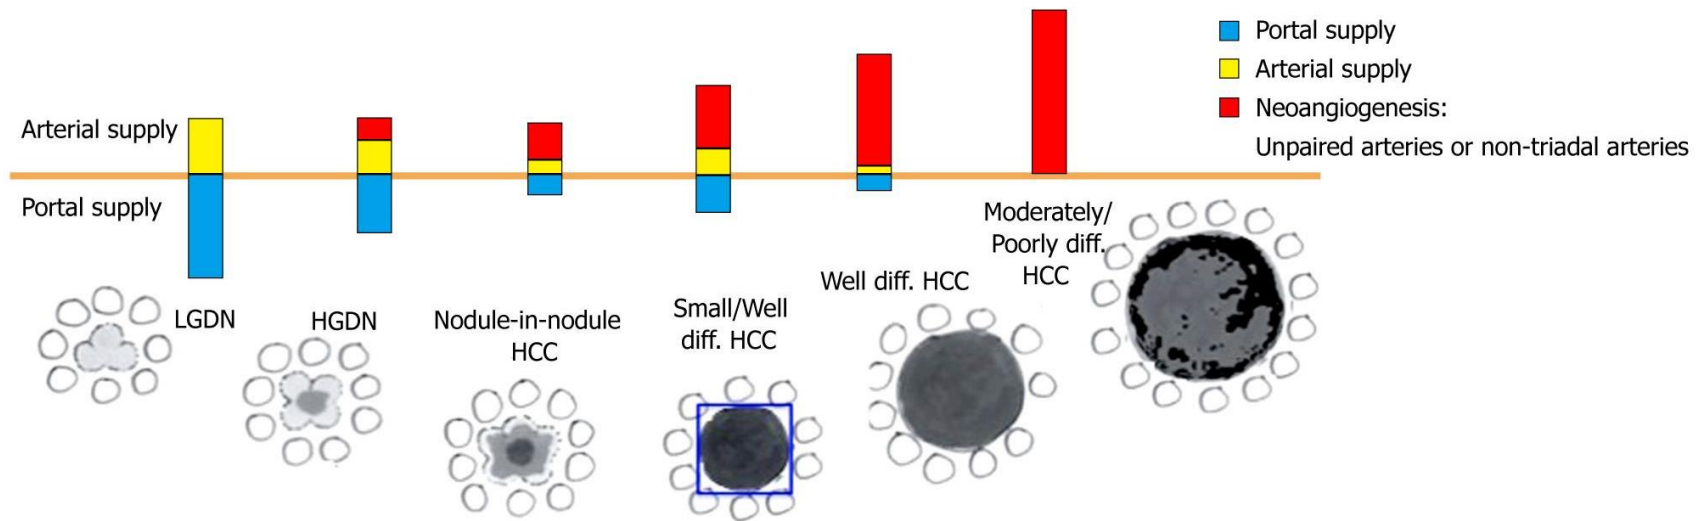 Portal supply
Arterial supply
Neoangiogenesis:
Unpaired arteries or non-triadal arteries
Arterial supply
Portal supply
LGDN
HGDN
Nodule-in-nodule
HCC
Small/Well
diff. HCC
Well diff. HCC
Moderately/
Poorly diff.
HCC